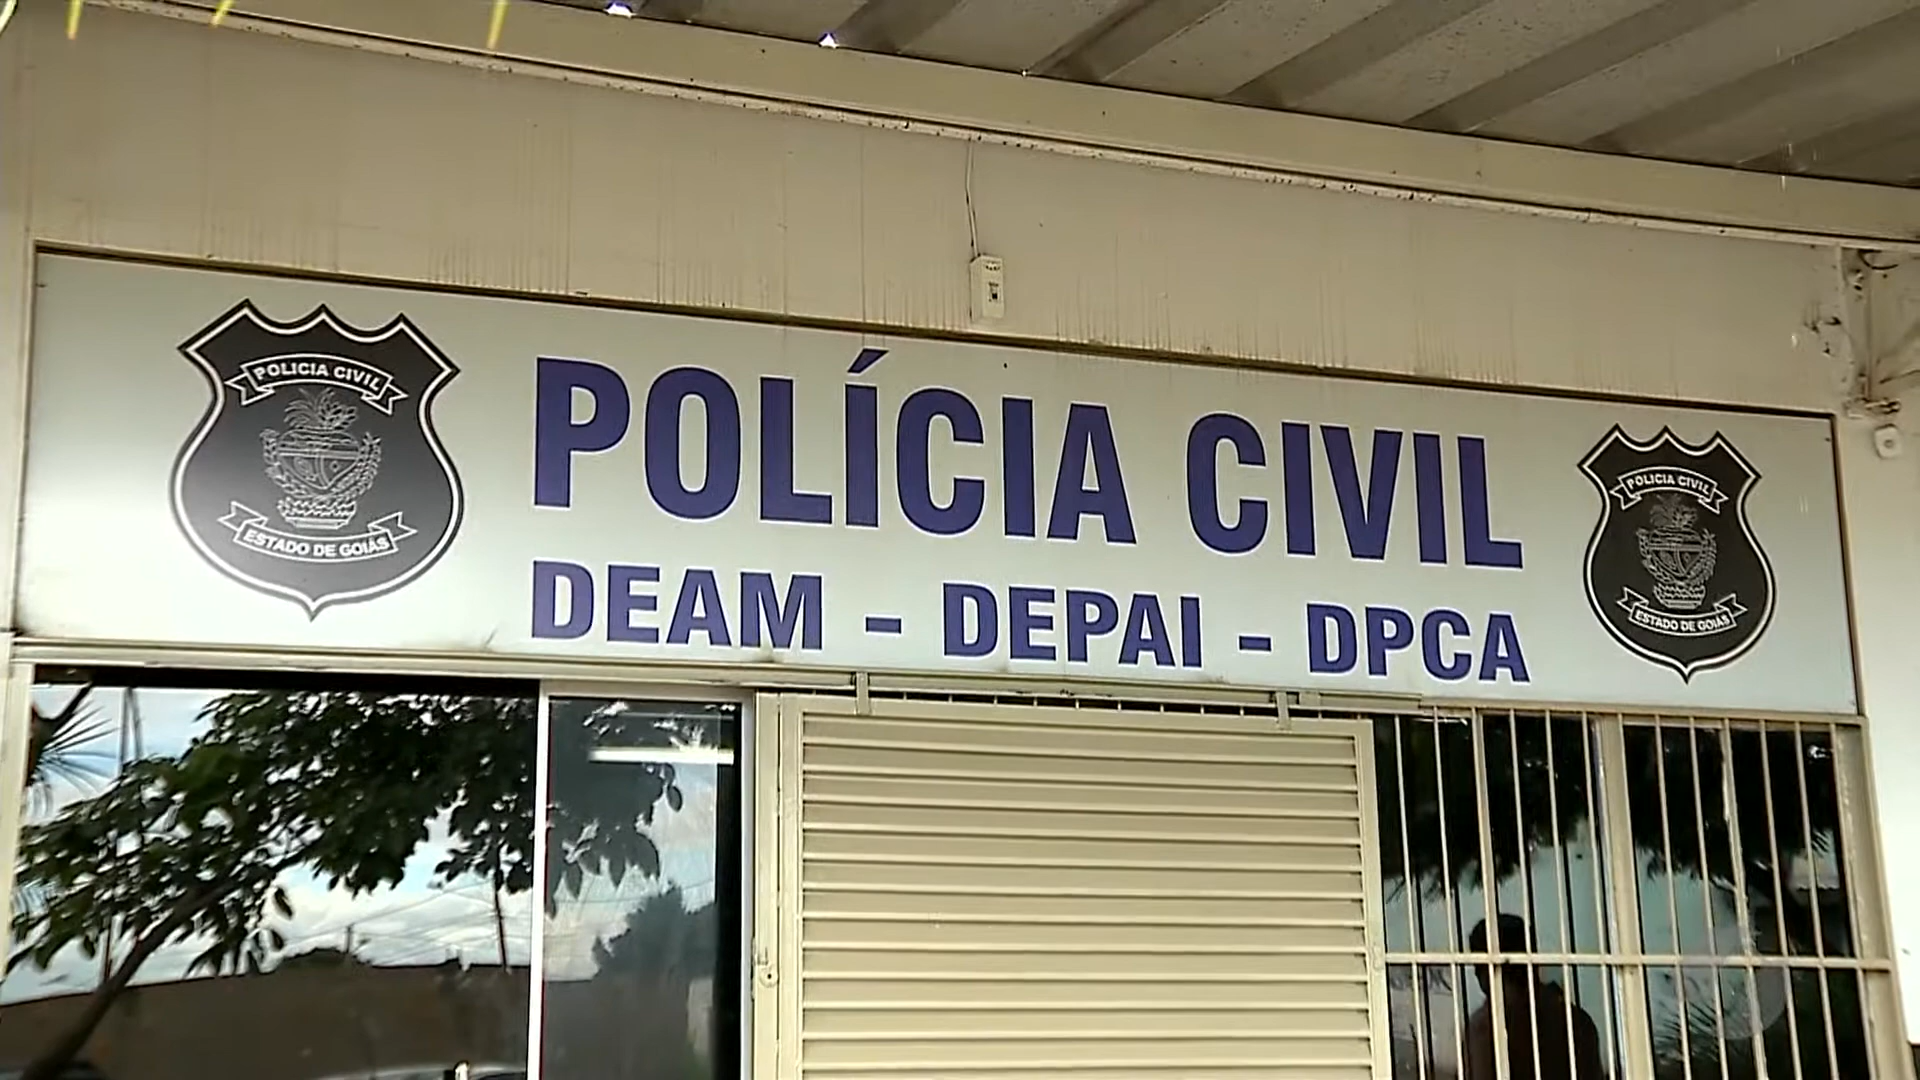 POLICIA CIVIL
ESTADO DE GOIÁS
POLÍCIA CIVIL
DEAM - DEPAI - DPCA
POLICIA CIVIL
ESTADO DE GOIÁS